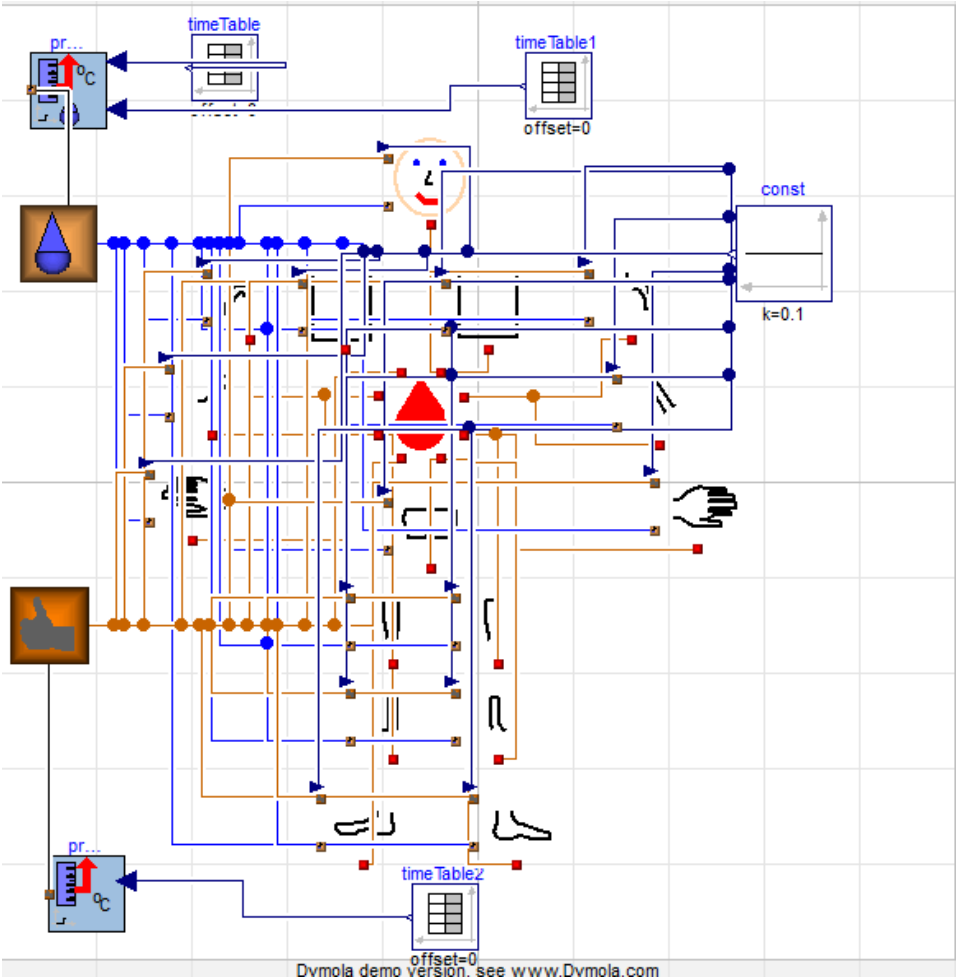 timeTable
pr...
°C
timeTable1
offset=0
const
k=0.1
pr...
°C
timeTable2
offset=0
Dymola demo version, see www.Dymola.com